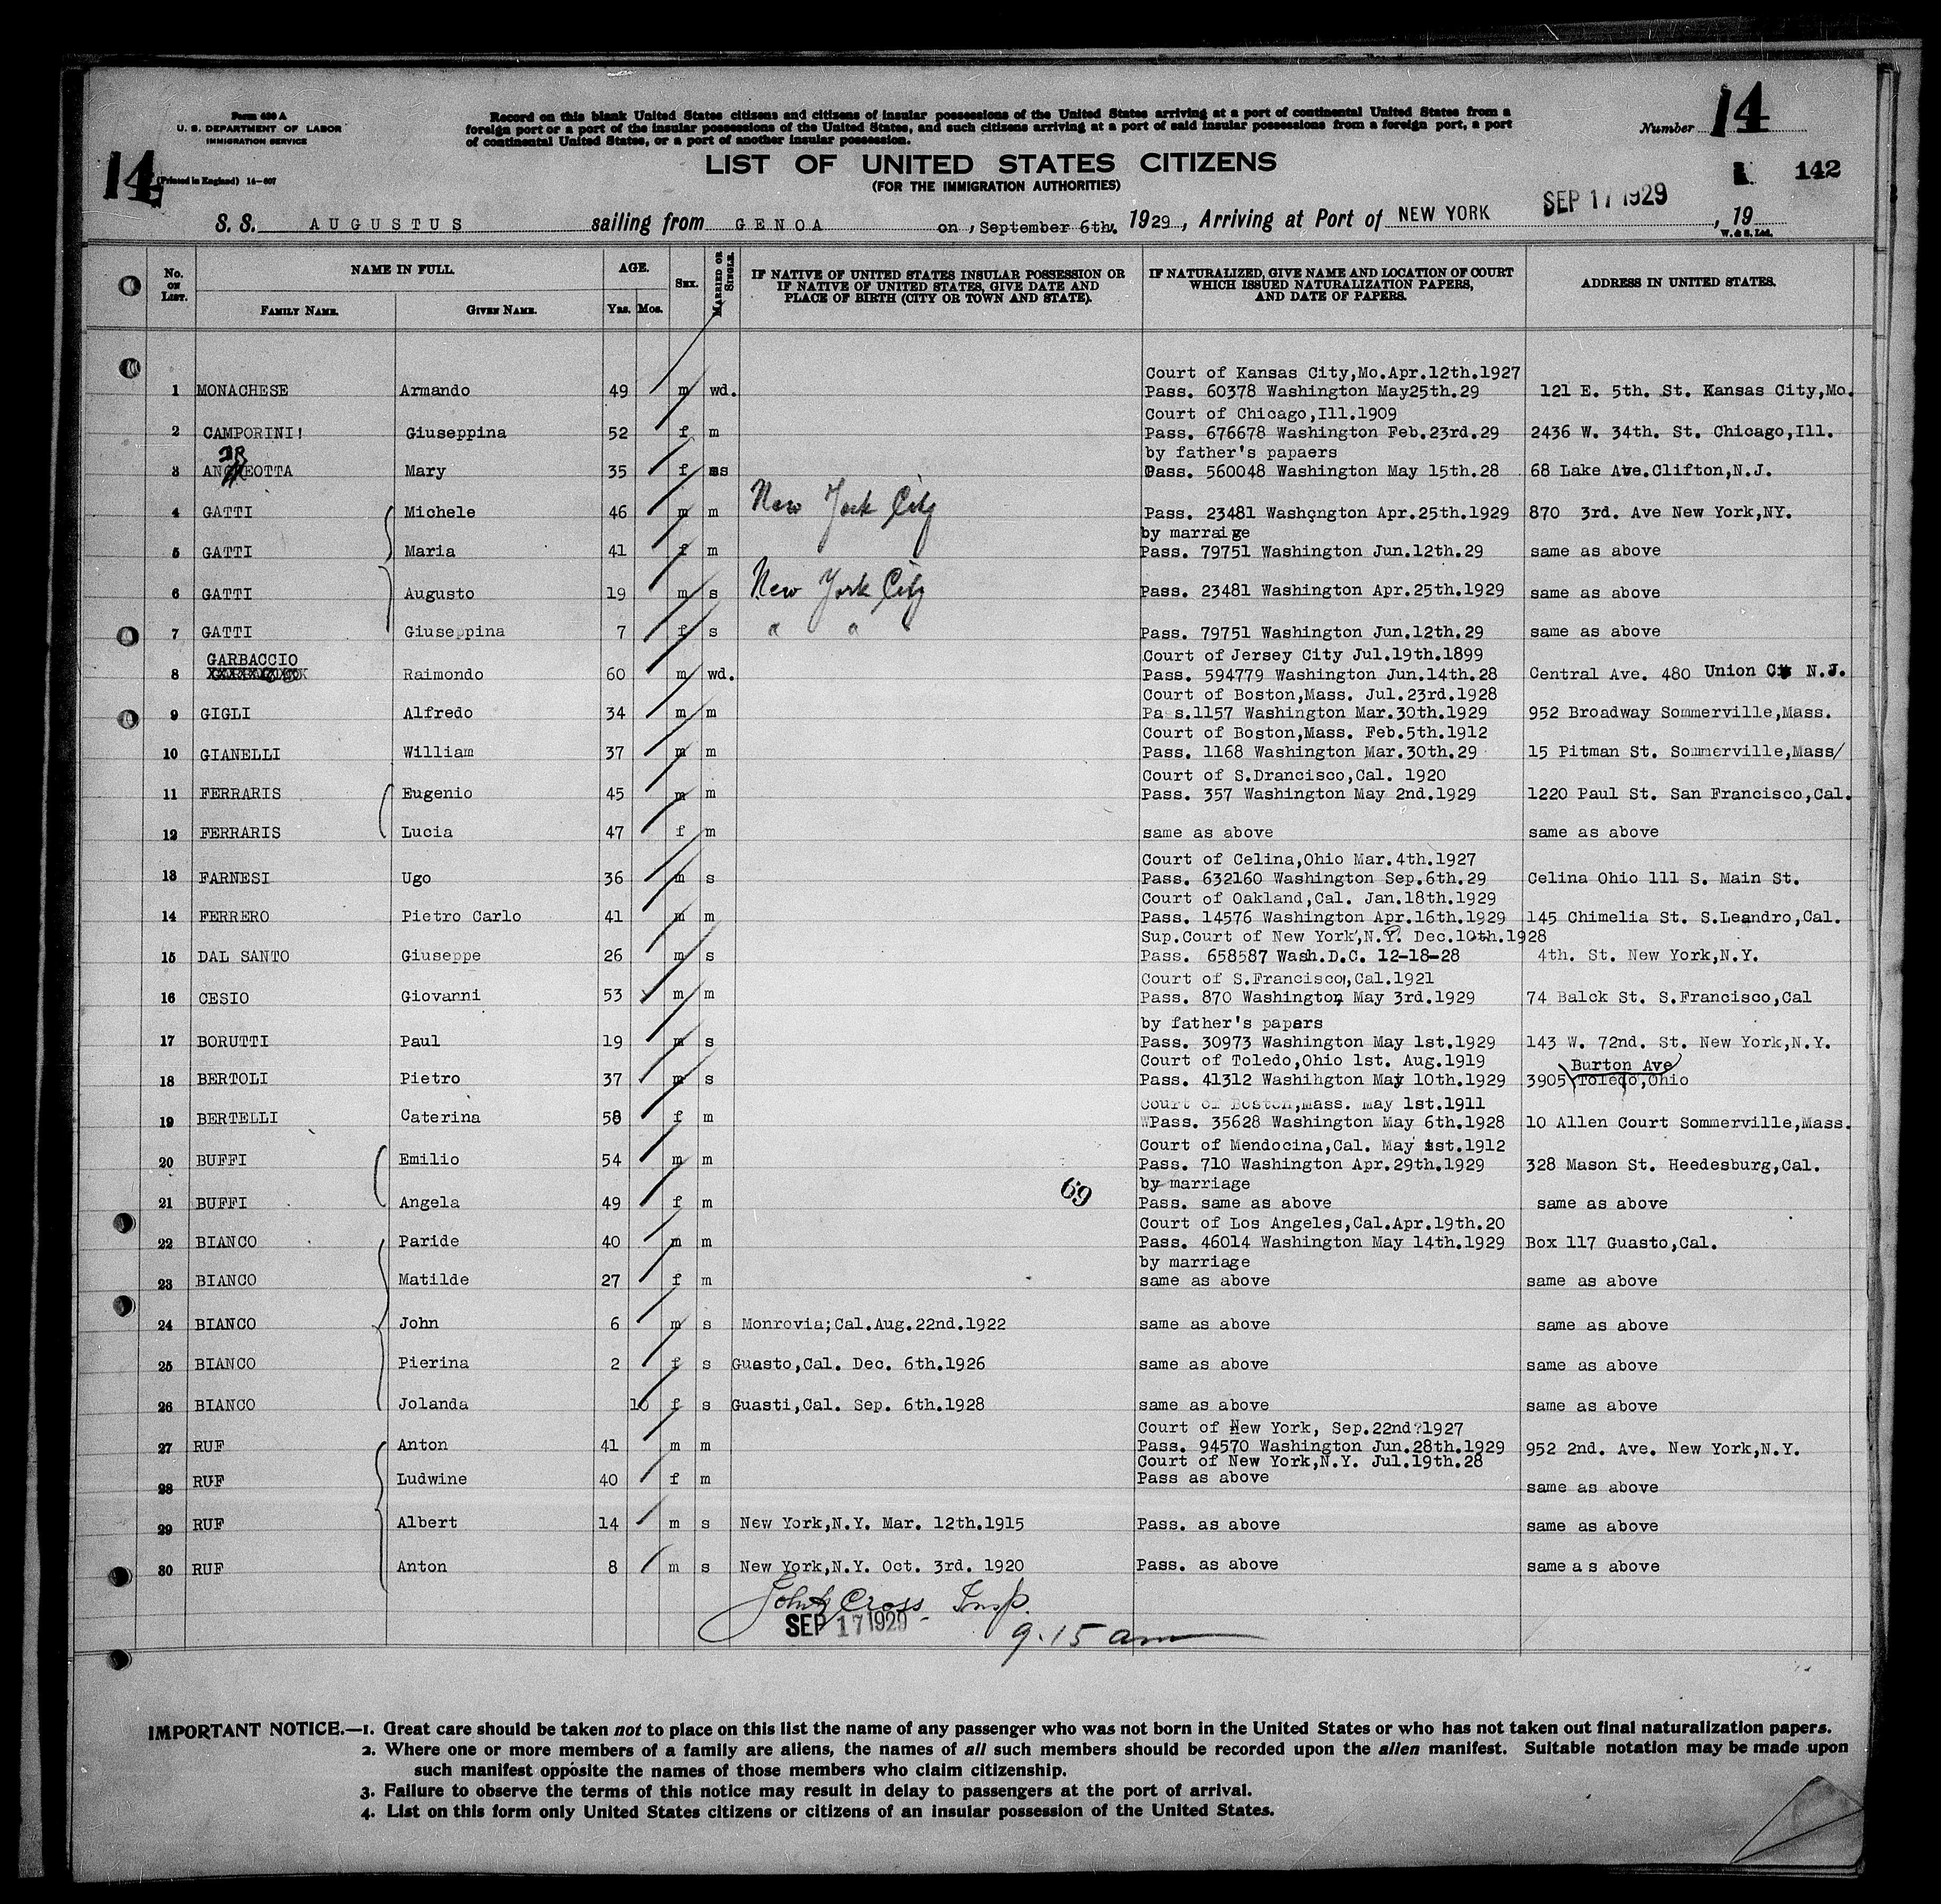 Form 630 A
U. S. DEPARTMENT OF LABOR
IMMIGRATION SERVICE
(Printed in England) 14-607
14
Record on this blank United States citizens and citizens of insular possessions of the United States arriving at a port of continental United States from a
foreign port or a port of the insular possessions of the United States, and such citizens arriving at a port of said insular possessions from a foreign port, a port
of continental United States, or a port of another insular possession.
Number 14
LIST OF UNITED STATES CITIZENS
(FOR THE IMMIGRATION AUTHORITIES)
142
S. S. AUGUSTUS sailing from GENOA on , September 6th, 1929, Arriving at Port of NEW YORK SEP 17 1929 , 19
W. & S. Ltd.
No. ON LIST. NAME IN FULL. AGE. SEX. MARRIED OR SINGLE. IF NATIVE OF UNITED STATES INSULAR POSSESSION OR IF NATIVE OF UNITED STATES, GIVE DATE AND PLACE OF BIRTH (CITY OR TOWN AND STATE). IF NATURALIZED, GIVE NAME AND LOCATION OF COURT WHICH ISSUED NATURALIZATION PAPERS, AND DATE OF PAPERS. ADDRESS IN UNITED STATES.
FAMILY NAME. GIVEN NAME. Yrs. Mos.
Court of Kansas City,Mo.Apr.12th.1927
1 MONACHESE Armando 49 m wd. Pass. 60378 Washington May25th.29 121 E. 5th. St. Kansas City,Mo.
Court of Chicago,Ill.1909
2 CAMPORINI! Giuseppina 52 f m Pass. 676678 Washington Feb.23rd.29 2436 W. 34th. St. Chicago,Ill.
by father's papaers
3 EOTTA Mary 35 f s Pass. 560048 Washington May 15th.28 68 Lake Ave.Clifton,N.J.
4 GATTI Michele 46 m m New York City Pass. 23481 Washçngton Apr.25th.1929 870 3rd. Ave New York,NY.
by marraige
5 GATTI Maria 41 f m Pass. 79751 Washington Jun.12th.29 same as above
6 GATTI Augusto 19 m s New York City Pass. 23481 Washington Apr.25th.1929 same as above
7 GATTI Giuseppina 7 f s " " Pass. 79751 Washington Jun.12th.29 same as above
GARBACCIO Court of Jersey City Jul.19th.1899
8 Raimondo 60 m wd. Pass. 594779 Washington Jun.14th.28 Central Ave. 480 Union City N.J.
Court of Boston,Mass. Jul.23rd.1928
9 GIGLI Alfredo 34 m m Pass.1157 Washington Mar.30th.1929 952 Broadway Sommerville,Mass.
Court of Boston,Mass. Feb.5th.1912
10 GIANELLI William 37 m m Pass. 1168 Washington Mar.30th.29 15 Pitman St. Sommerville,Mass/
Court of S.Drancisco,Cal. 1920
11 FERRARIS Eugenio 45 m m Pass. 357 Washington May 2nd.1929 1220 Paul St. San Francisco,Cal.
12 FERRARIS Lucia 47 f m same as above same as above
Court of Celina,Ohio Mar.4th.1927
13 FARNESI Ugo 36 m s Pass. 632160 Washington Sep.6th.29 Celina Ohio 111 S. Main St.
Court of Oakland,Cal. Jan.18th.1929
14 FERRERO Pietro Carlo 41 m m Pass. 14576 Washington Apr.16th.1929 145 Chimelia St. S.Leandro,Cal.
Sup.Court of New York,N.Y. Dec.10th.1928
15 DAL SANTO Giuseppe 26 m s Pass. 658587 Wash.D.C. 12-18-28 4th. St. New York,N.Y.
Court of S.Francisco,Cal.1921
16 CESIO Giovanni 53 m m Pass. 870 Washington, May 3rd.1929 74 Balck St. S.Francisco,Cal
by father's papers
17 BORUTTI Paul 19 m s Pass. 30973 Washington May 1st.1929 143 W. 72nd. St. New York,N.Y.
Court of Toledo,Ohio 1st. Aug.1919 Burton Ave
18 BERTOLI Pietro 37 m s Pass. 41312 Washihgton May 10th.1929 3905 Toledo,Ohio
Court of Boston,Mass. May 1st.1911
19 BERTELLI Caterina 58 f m Pass. 35628 Washington May 6th.1928 10 Allen Court Sommerville,Mass.
Court of Mendocina,Cal. May 1st.1912
20 BUFFI Emilio 54 m m Pass. 710 Washington Apr.29th.1929 328 Mason St. Heedesburg,Cal.
by marriage
21 BUFFI Angela 49 f m 69 Pass. same as above same as above
Court of Los Angeles,Cal.Apr.19th.20
22 BIANCO Paride 40 m m Pass. 46014 Washington May 14th.1929 Box 117 Guasto,Cal.
by marriage
23 BIANCO Matilde 27 f m same as above same as above
24 BIANCO John 6 m s Monrovia;Cal.Aug.22nd.1922 same as above same as above
25 BIANCO Pierina 2 f s Guasto,Cal. Dec. 6th.1926 same as above same as above
26 BIANCO Jolanda 10 f s Guasti,Cal. Sep. 6th.1928 same as above same as above
Court of New York, Sep.22nd?1927
27 RUF Anton 41 m m Pass. 94570 Washington Jun.28th.1929 952 2nd. Ave. New York,N.Y.
Court of New York,N.Y. Jul.19th.28
28 RUF Ludwine 40 f m Pass as above same as above
29 RUF Albert 14 m s New York,N.Y. Mar. 12th.1915 Pass. as above same as above
30 RUF Anton 8 m s New York,N.Y. Oct. 3rd. 1920 Pass. as above same a s above
John Cross Insp.
SEP 17 1929
9.15 am
IMPORTANT NOTICE.—1. Great care should be taken not to place on this list the name of any passenger who was not born in the United States or who has not taken out final naturalization papers.
2. Where one or more members of a family are aliens, the names of all such members should be recorded upon the alien manifest. Suitable notation may be made upon
such manifest opposite the names of those members who claim citizenship.
3. Failure to observe the terms of this notice may result in delay to passengers at the port of arrival.
4. List on this form only United States citizens or citizens of an insular possession of the United States.